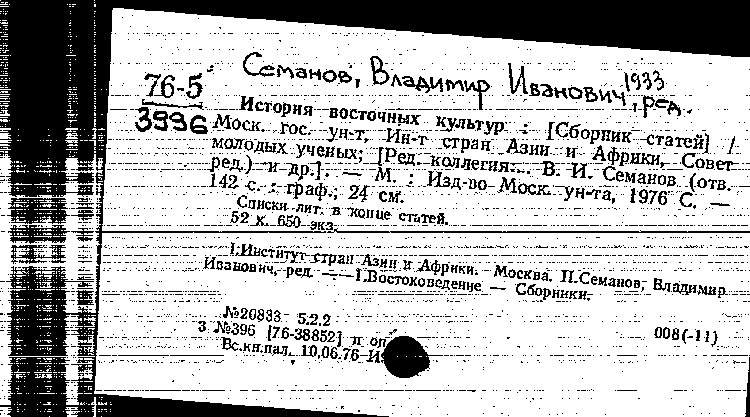 Семанов, Владимир Иванович, 1933, ред.
76-5
3996
История восточных культур : [Сборник статей] /
Моск. гос. ун-т, Ин-т стран Азии и Африки, Совет
молодых ученых; [Ред. коллегия:.. В. И. Семанов (отв.
ред.) и др.]. — М. : Изд-во Моск. ун-та, 1976 С. —
142 с. : граф.; 24 см.
Списки лит. в конце статей.
52 к. 650 экз.
I.Институт стран Азии и Африки. Москва. II.Семанов, Владимир
Иванович, ред. — — 1.Востоковедение — Сборники.
№20833 5.2.2
3 №396 [76-38852] п оп
008(-11)
Вс.кн.пал. 10.06.76